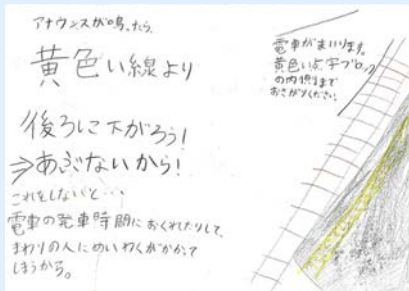 アナウンスが鳴ったら、
黄色い線より
後ろに下がろう!
⇒あぶないから!
これをしないと…
電車の発車時間におくれたりして、
まわりの人にめいわくがかかって
しまうから。
電車がまいります。
黄色い点字ブロック
の内側まで
おさがりください。